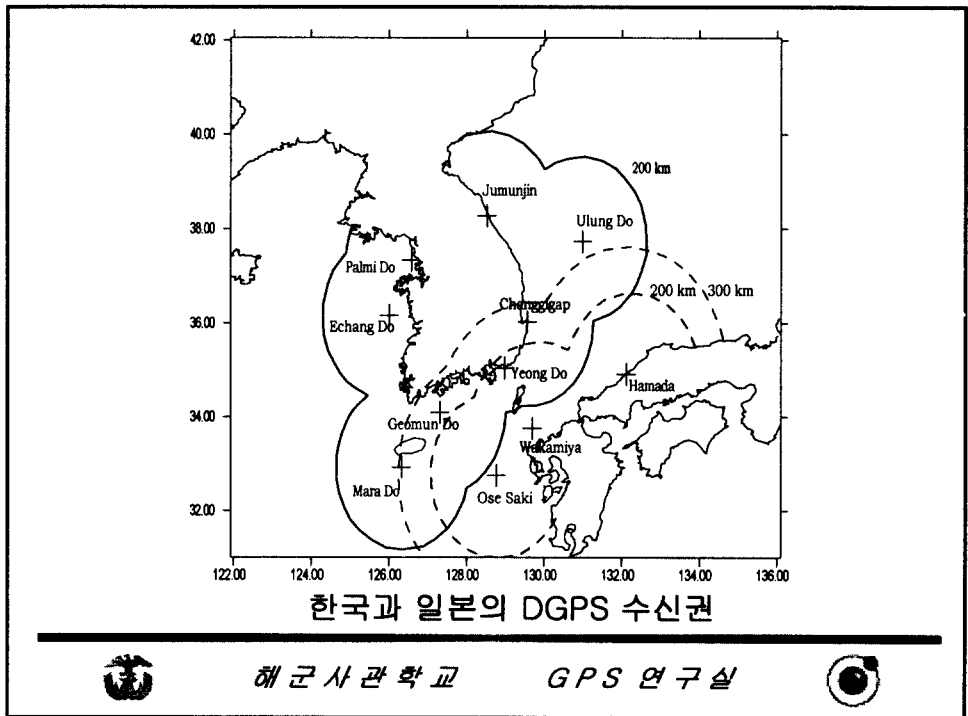 42.00
40.00
200 km
Jumunjin
Ulung Do
38.00
Palmi Do
200 km 300 km
Changgigap
36.00
Echang Do
Yeong Do
Hamada
34.00
Geomun Do
Wakamiya
Mara Do
Ose Saki
32.00
122.00 124.00 126.00 128.00 130.00 132.00 134.00 136.00
한국과 일본의 DGPS 수신권
해군사관학교 GPS 연구실